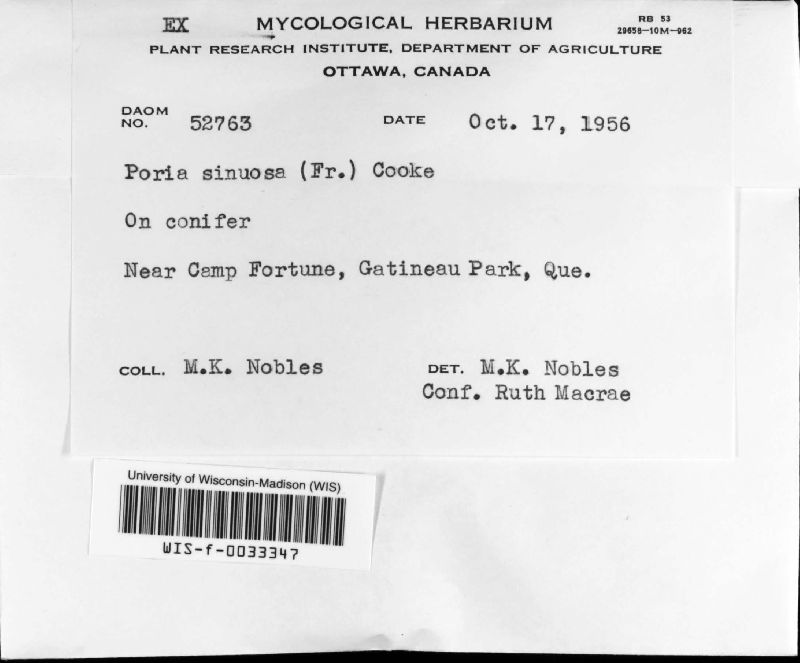 EX MYCOLOGICAL HERBARIUM RB 53
29658-10M-962
PLANT RESEARCH INSTITUTE, DEPARTMENT OF AGRICULTURE
OTTAWA, CANADA
DAOM NO. 52763 DATE Oct. 17, 1956
Poria sinuosa (Fr.) Cooke
On conifer
Near Camp Fortune, Gatineau Park, Que.
COLL. M.K. Nobles DET. M.K. Nobles
Conf. Ruth Macrae
University of Wisconsin-Madison (WIS)
WIS-f-0033347